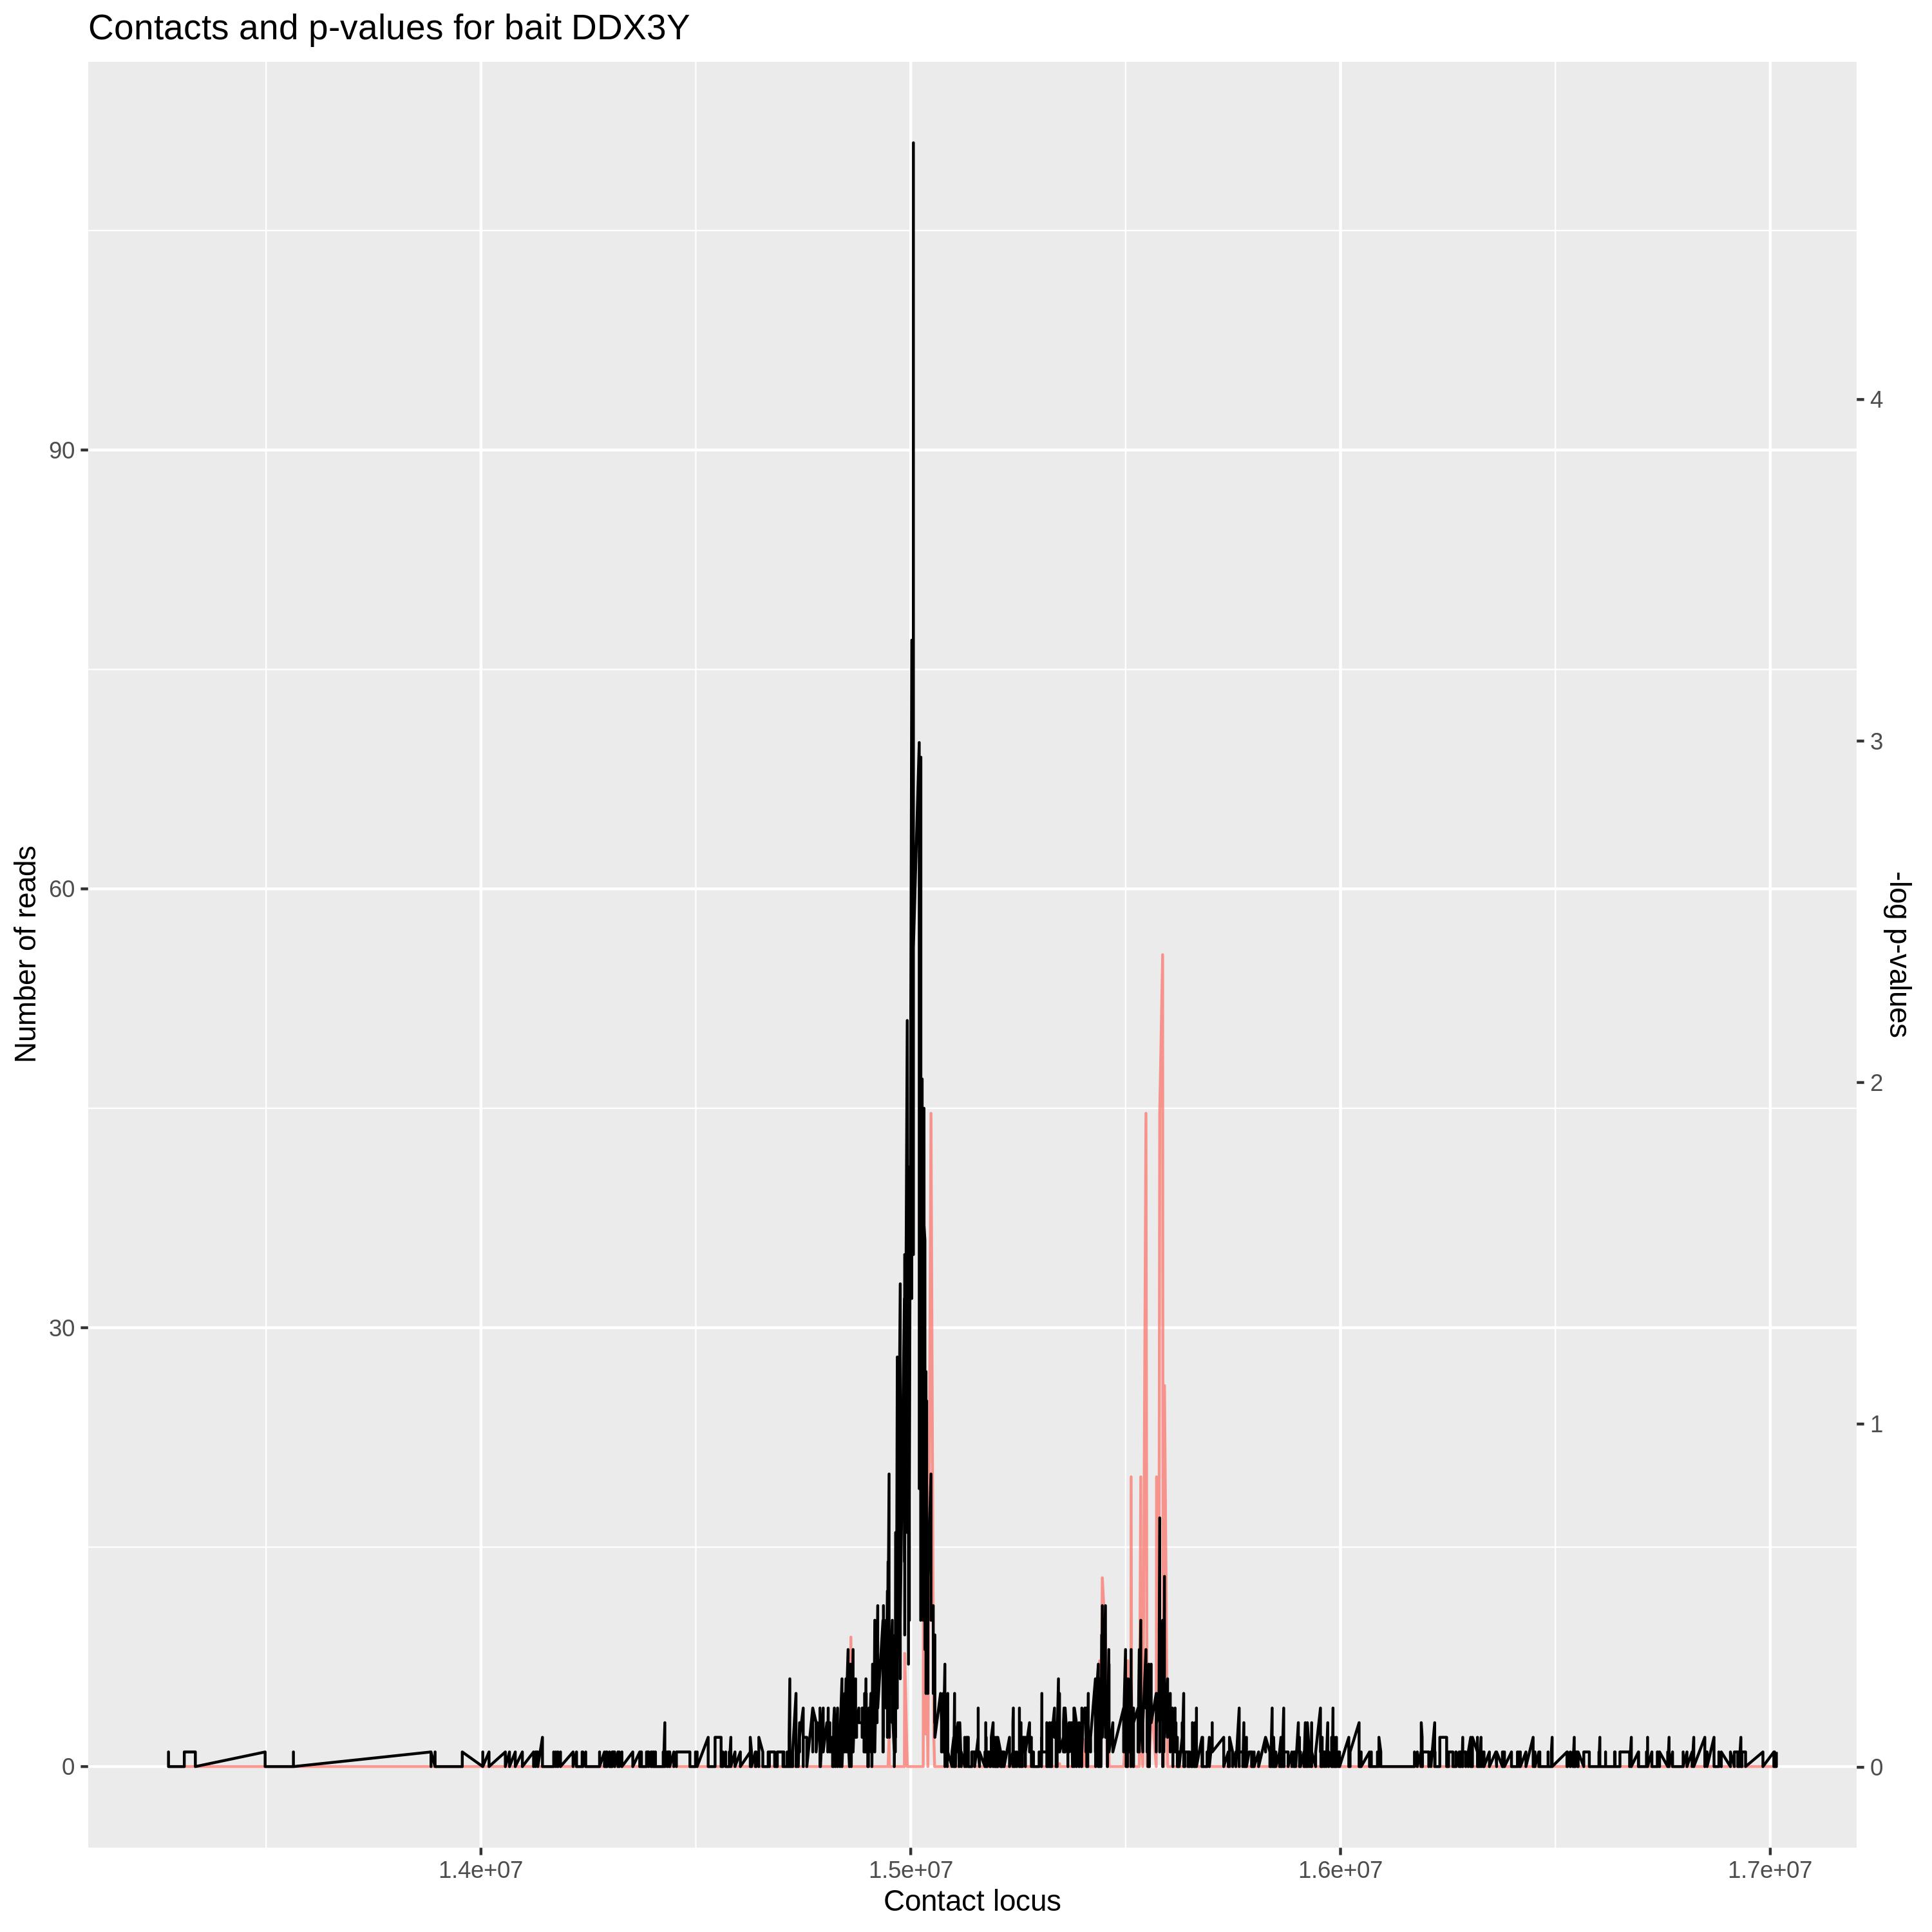 Contacts and p-values for bait DDX3Y
Number of reads
90
60
30
0
4
3
2
1
0
-log p-values
1.4e+07
1.5e+07
1.6e+07
1.7e+07
Contact locus